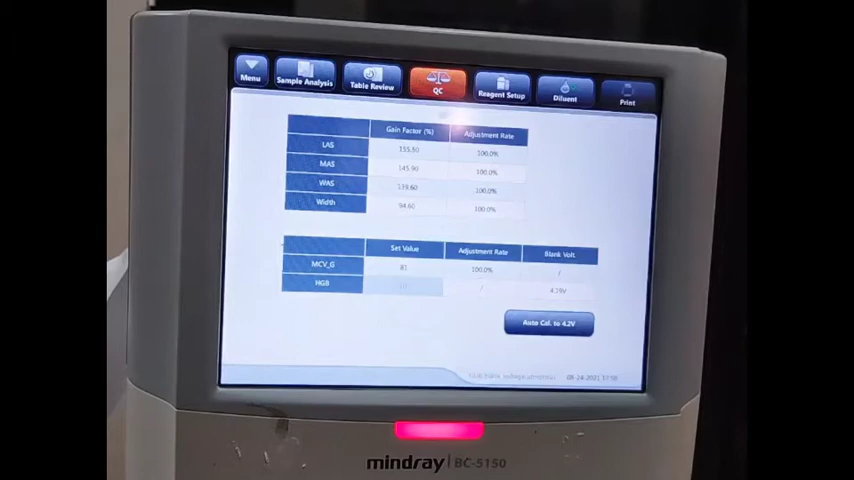 Menu
Sample Analysis
Table Review
QC
Reagent Setup
Diluent
Print
Gain Factor (%) Adjustment Rate
LAS 155.50 100.0%
MAS 145.90 100.0%
WAS 139.60 100.0%
Width 94.60 100.0%
Set Value Adjustment Rate Blank Volt.
MCV_G 81 100.0% /
HGB / 4.19V
Auto Cal. to 4.2V
mindray BC-5150